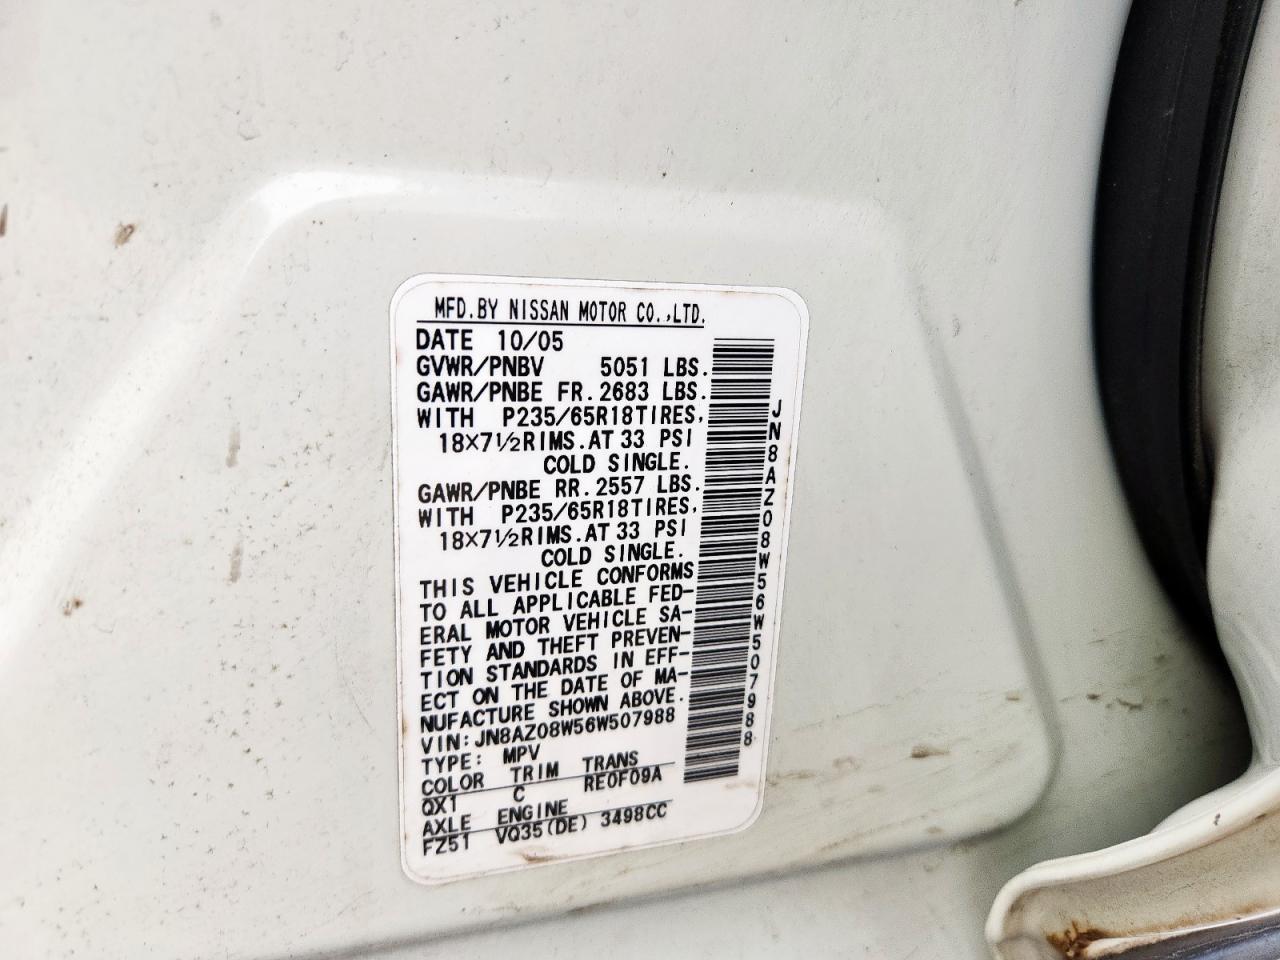 MFD.BY NISSAN MOTOR CO.,LTD.
DATE 10/05
GVWR/PNBV 5051 LBS.
GAWR/PNBE FR.2683 LBS.
WITH P235/65R18TIRES,
18×7½RIMS.AT 33 PSI
COLD SINGLE.
GAWR/PNBE RR.2557 LBS.
WITH P235/65R18TIRES,
18×7½RIMS.AT 33 PSI
COLD SINGLE.
THIS VEHICLE CONFORMS
TO ALL APPLICABLE FED-
ERAL MOTOR VEHICLE SA-
FETY AND THEFT PREVEN-
TION STANDARDS IN EFF-
ECT ON THE DATE OF MA-
NUFACTURE SHOWN ABOVE.
VIN:JN8AZ08W56W507988
TYPE: MPV
COLOR TRIM TRANS
QX1 C RE0F09A
AXLE ENGINE
FZ51 VQ35(DE) 3498CC
JN8AZ08W56W507988